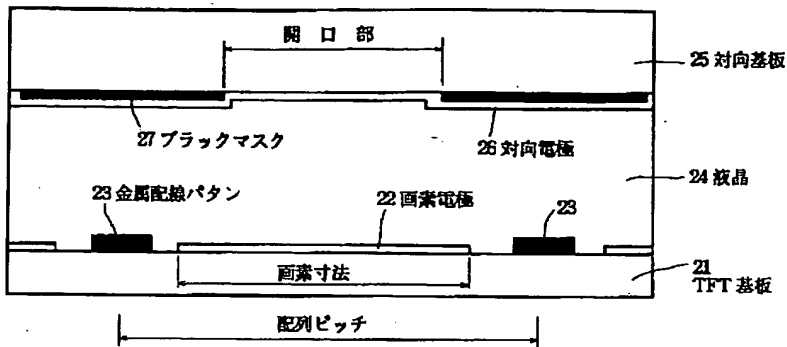 開口部
25 対向基板
27 ブラックマスク
26 対向電極
24 液晶
23 金属配線パタン
22 画素電極
23
画素寸法
21
TFT 基板
配列ピッチ